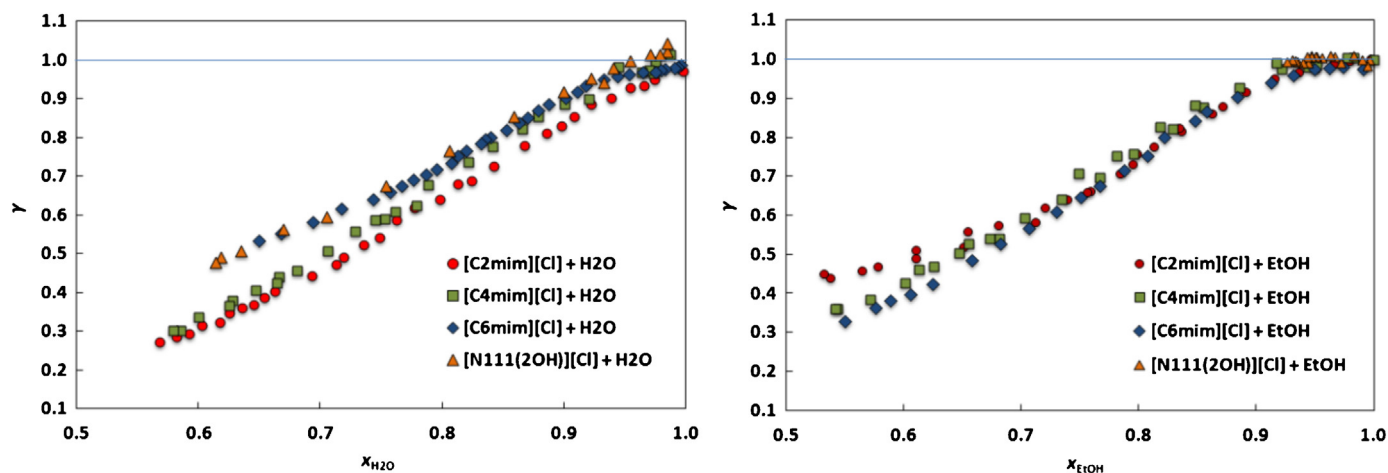 1.1
1.0
0.9
0.8
0.7
0.6
0.5
0.4
0.3
0.2
0.1
γ
[C2mim][Cl] + H2O
[C4mim][Cl] + H2O
[C6mim][Cl] + H2O
[N111(2OH)][Cl] + H2O
0.5 0.6 0.7 0.8 0.9 1.0
xH2O
1.1
1.0
0.9
0.8
0.7
0.6
0.5
0.4
0.3
0.2
0.1
γ
[C2mim][Cl] + EtOH
[C4mim][Cl] + EtOH
[C6mim][Cl] + EtOH
[N111(2OH)][Cl] + EtOH
0.5 0.6 0.7 0.8 0.9 1.0
xEtOH